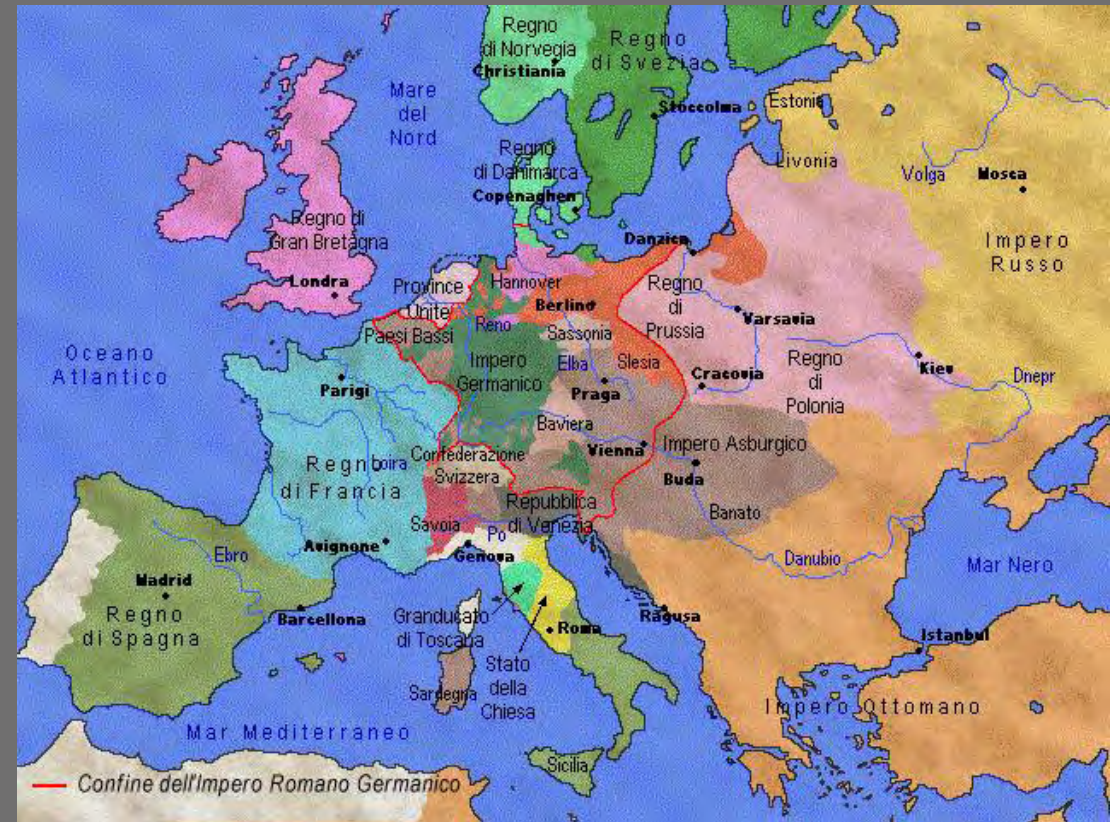 Regno
di Norvegia
Christiania
Regno
di Svezia
Stoccolma
Estonia
Livonia
Volga
Mosca
Impero
Russo
Mare
del
Nord
Regno
di Danimarca
Copenaghen
Regno di
Gran Bretagna
Londra
Danzica
Province
Unite
Hannover
Berlino
Regno
di
Prussia
Varsavia
Paesi Bassi
Reno
Sassonia
Oceano
Atlantico
Parigi
Impero
Germanico
Elba
Slesia
Praga
Cracovia
Regno
di
Polonia
Kiev
Dnepr
Baviera
Vienna
Impero Asburgico
Buda
Banato
Regno
di Francia
Loira
Confederazione
Svizzera
Savoia
Repubblica
di Venezia
Po
Genova
Avignone
Ebro
Madrid
Regno
di Spagna
Barcellona
Danubio
Mar Nero
Granducato
di Toscana
Roma
Ragusa
Istanbul
Stato
della
Chiesa
Sardegna
Impero Ottomano
Mar Mediterraneo
Sicilia
Confine dell'Impero Romano Germanico